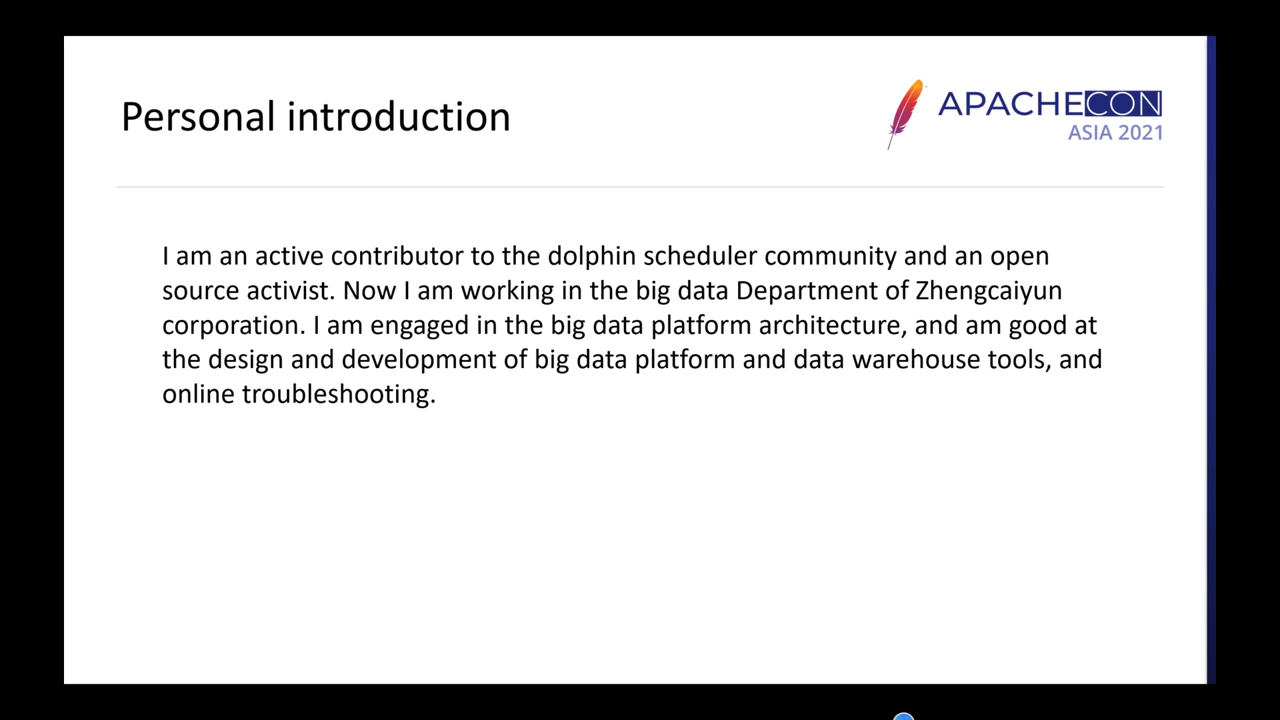 Personal introduction
APACHECON
ASIA 2021
I am an active contributor to the dolphin scheduler community and an open
source activist. Now I am working in the big data Department of Zhengcaiyun
corporation. I am engaged in the big data platform architecture, and am good at
the design and development of big data platform and data warehouse tools, and
online troubleshooting.